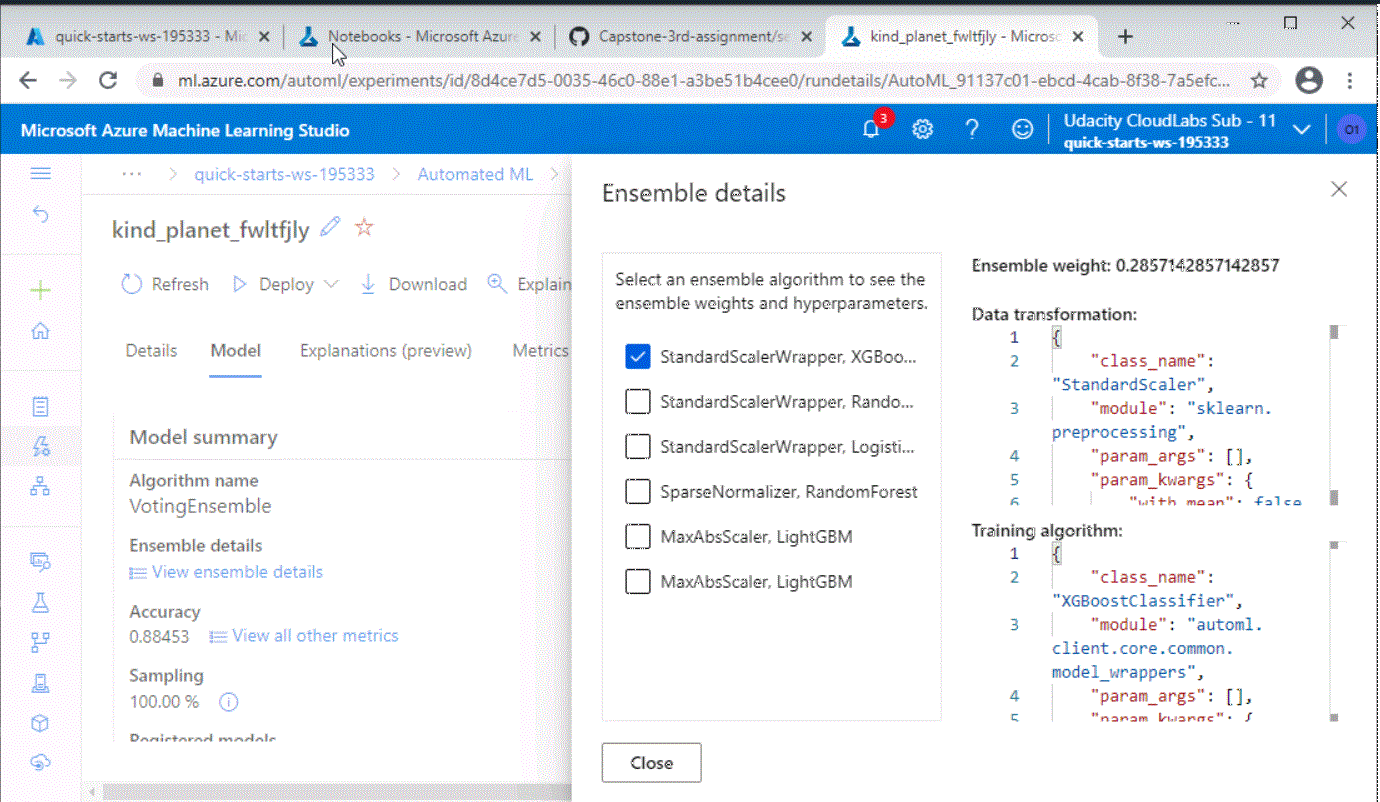 quick-starts-ws-195333 - Mic
Notebooks - Microsoft Azure
Capstone-3rd-assignment/se
kind_planet_fwltfjly - Microso
ml.azure.com/automl/experiments/id/8d4ce7d5-0035-46c0-88e1-a3be51b4cee0/rundetails/AutoML_91137c01-ebcd-4cab-8f38-7a5efc...
Microsoft Azure Machine Learning Studio
3
Udacity CloudLabs Sub - 11
quick-starts-ws-195333
O1
... > quick-starts-ws-195333 > Automated ML >
kind_planet_fwltfjly
Refresh
Deploy
Download
Explain
Details
Model
Explanations (preview)
Metrics
Model summary
Algorithm name
VotingEnsemble
Ensemble details
View ensemble details
Accuracy
0.88453
View all other metrics
Sampling
100.00 %
Registered models
Ensemble details
Select an ensemble algorithm to see the
ensemble weights and hyperparameters.
StandardScalerWrapper, XGBoo...
StandardScalerWrapper, Rando...
StandardScalerWrapper, Logisti...
SparseNormalizer, RandomForest
MaxAbsScaler, LightGBM
MaxAbsScaler, LightGBM
Close
Ensemble weight: 0.2857142857142857
Data transformation:
1 {
2 "class_name":
"StandardScaler",
3 "module": "sklearn.
preprocessing",
4 "param_args": [],
5 "param_kwargs": {
6 "with_mean": false
Training algorithm:
1 {
2 "class_name":
"XGBoostClassifier",
3 "module": "automl.
client.core.common.
model_wrappers",
4 "param_args": [],
5 "param_kwargs": {